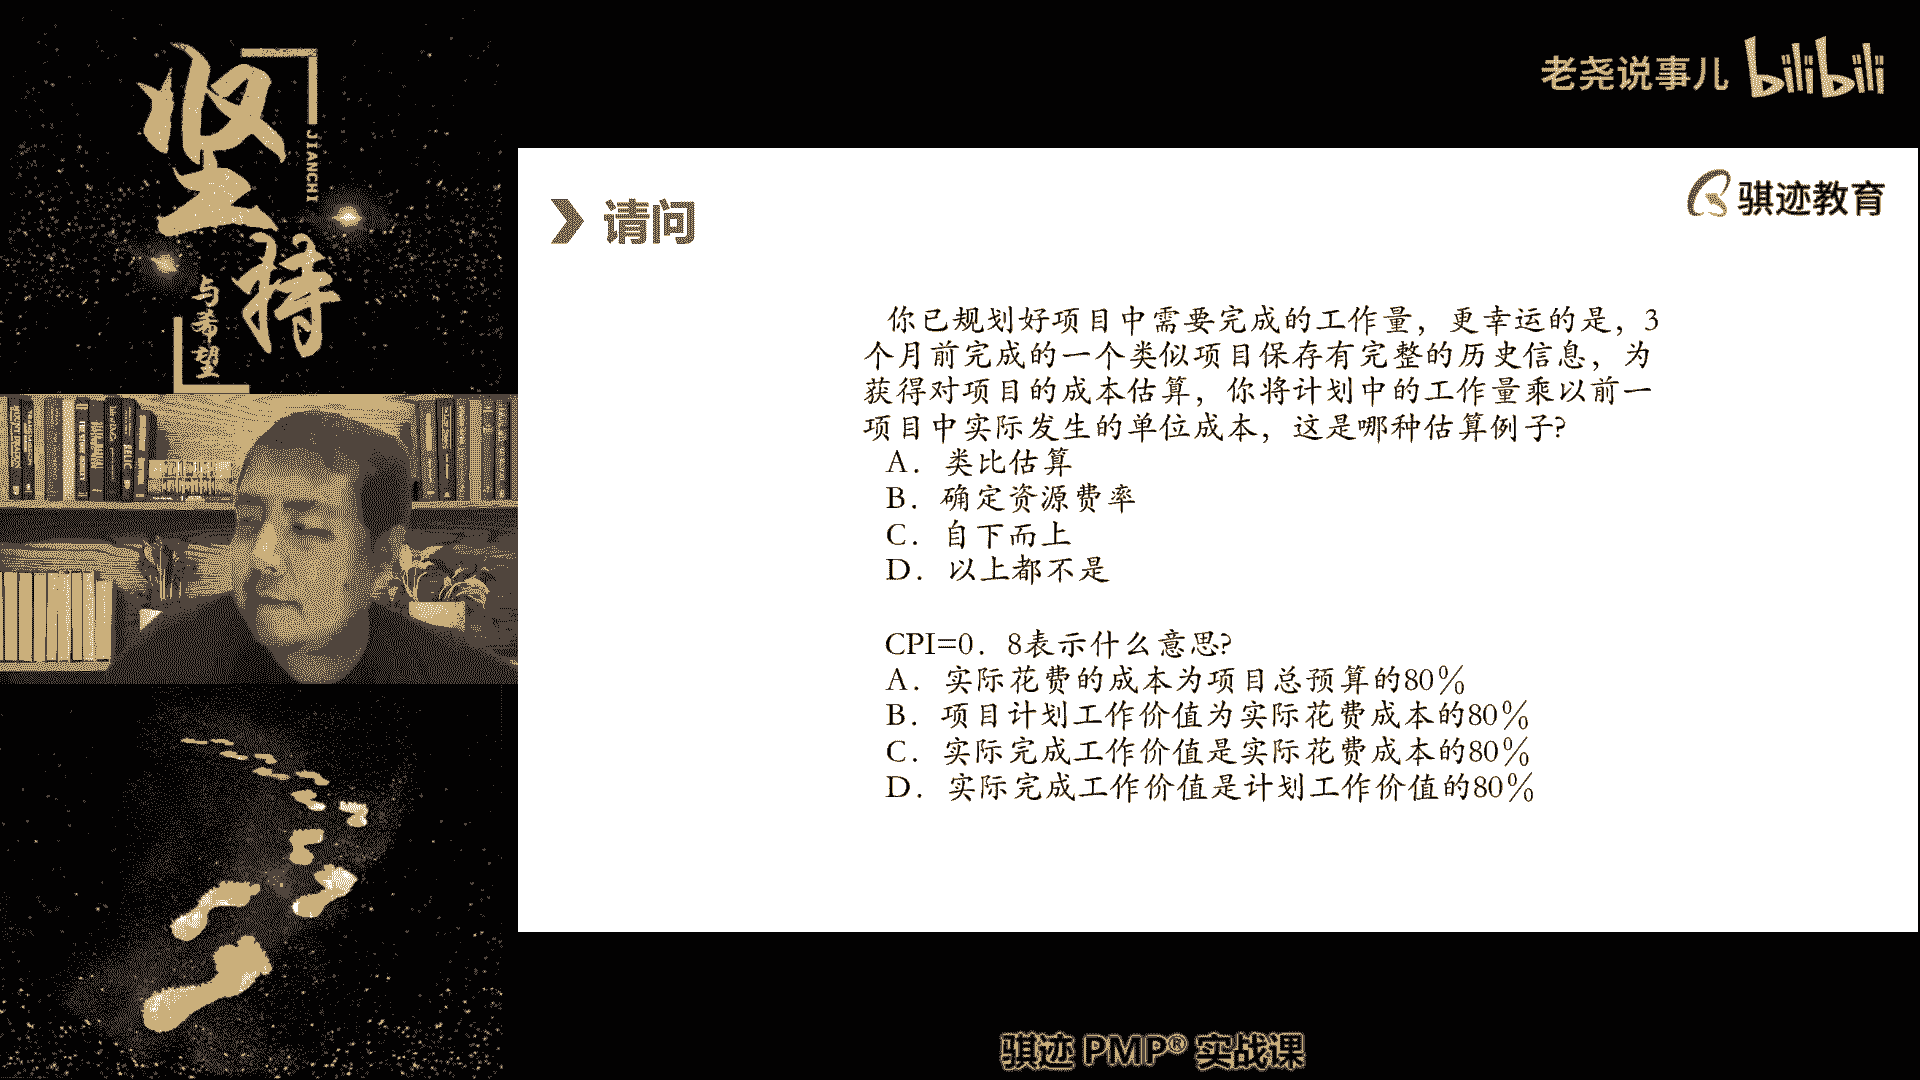 坚持
JIANCHI
与希望
老尧说事儿 bilibili
骐迹教育
请问
你已规划好项目中需要完成的工作量，更幸运的是，3
个月前完成的一个类似项目保存有完整的历史信息，为
获得对项目的成本估算，你将计划中的工作量乘以前一
项目中实际发生的单位成本，这是哪种估算例子?
A．类比估算
B．确定资源费率
C．自下而上
D．以上都不是
CPI=0．8表示什么意思?
A．实际花费的成本为项目总预算的80％
B．项目计划工作价值为实际花费成本的80％
C．实际完成工作价值是实际花费成本的80％
D．实际完成工作价值是计划工作价值的80％
骐迹 PMP® 实战课